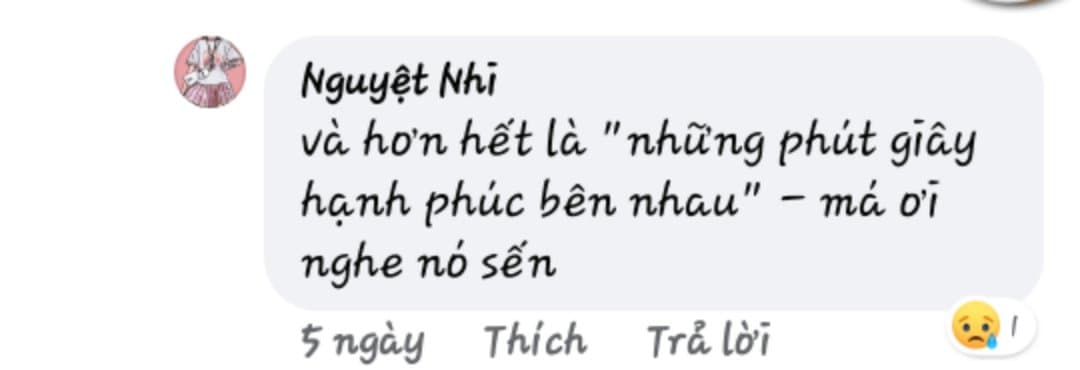 Nguyệt Nhi
và hơn hết là "những phút giây
hạnh phúc bên nhau" - má ơi
nghe nó sến
5 ngày Thích Trả lời 1